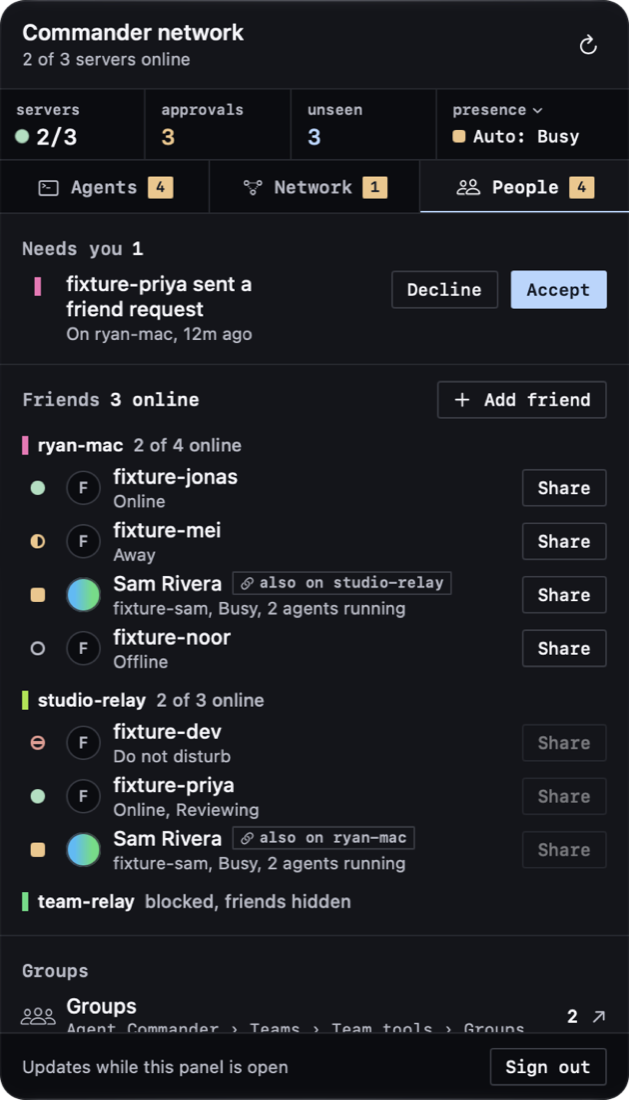 Commander network
2 of 3 servers online
servers
2/3
approvals
3
unseen
3
presence
Auto: Busy
Agents 4
Network 1
People 4
Needs you 1
fixture-priya sent a
friend request
On ryan-mac, 12m ago
Decline
Accept
Friends 3 online
+ Add friend
ryan-mac 2 of 4 online
F
fixture-jonas
Online
Share
F
fixture-mei
Away
Share
Sam Rivera also on studio-relay
fixture-sam, Busy, 2 agents running
Share
F
fixture-noor
Offline
Share
studio-relay 2 of 3 online
F
fixture-dev
Do not disturb
Share
F
fixture-priya
Online, Reviewing
Share
Sam Rivera also on ryan-mac
fixture-sam, Busy, 2 agents running
Share
team-relay blocked, friends hidden
Groups
Groups
Agent Commander › Teams › Team tools › Groups
2 ↗
Updates while this panel is open
Sign out